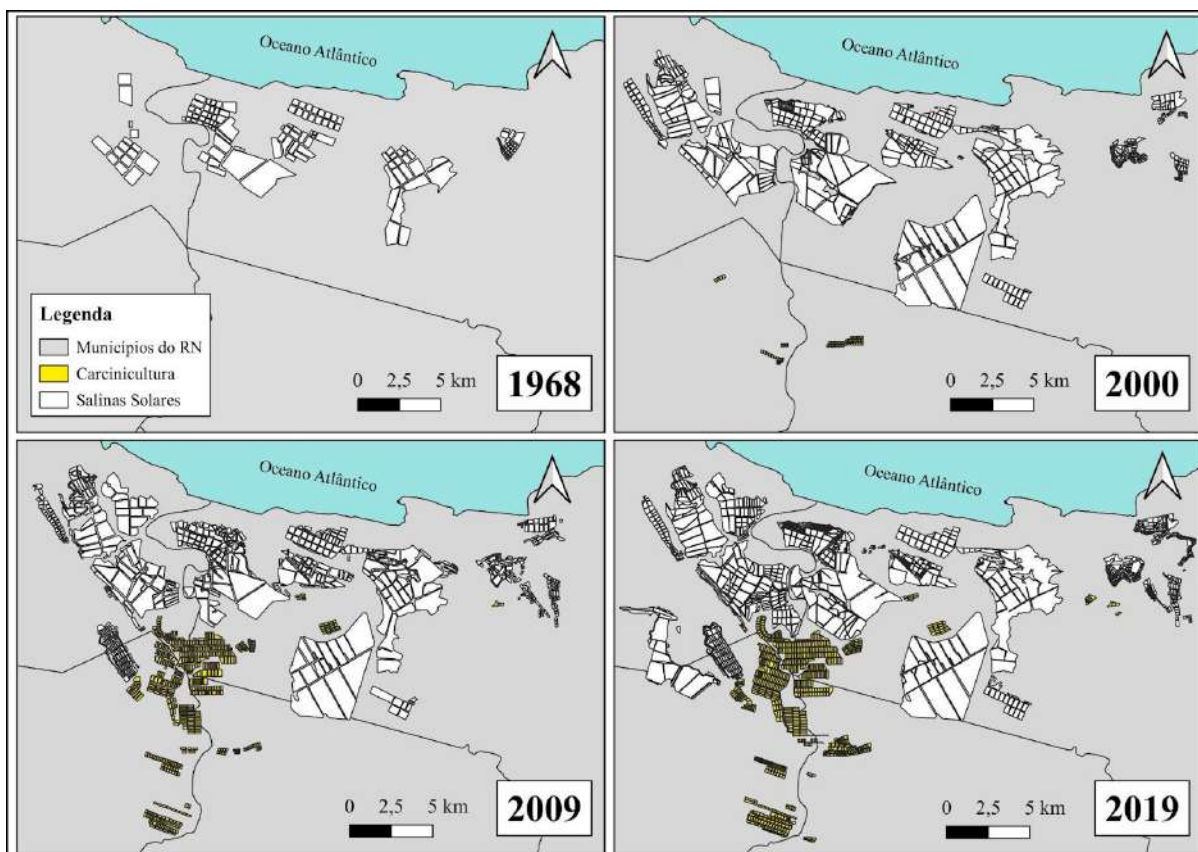 Oceano Atlântico
Legenda
Municípios do RN
Carcinicultura
Salinas Solares
0 2,5 5 km
1968
Oceano Atlântico
0 2,5 5 km
2000
Oceano Atlântico
0 2,5 5 km
2009
Oceano Atlântico
0 2,5 5 km
2019